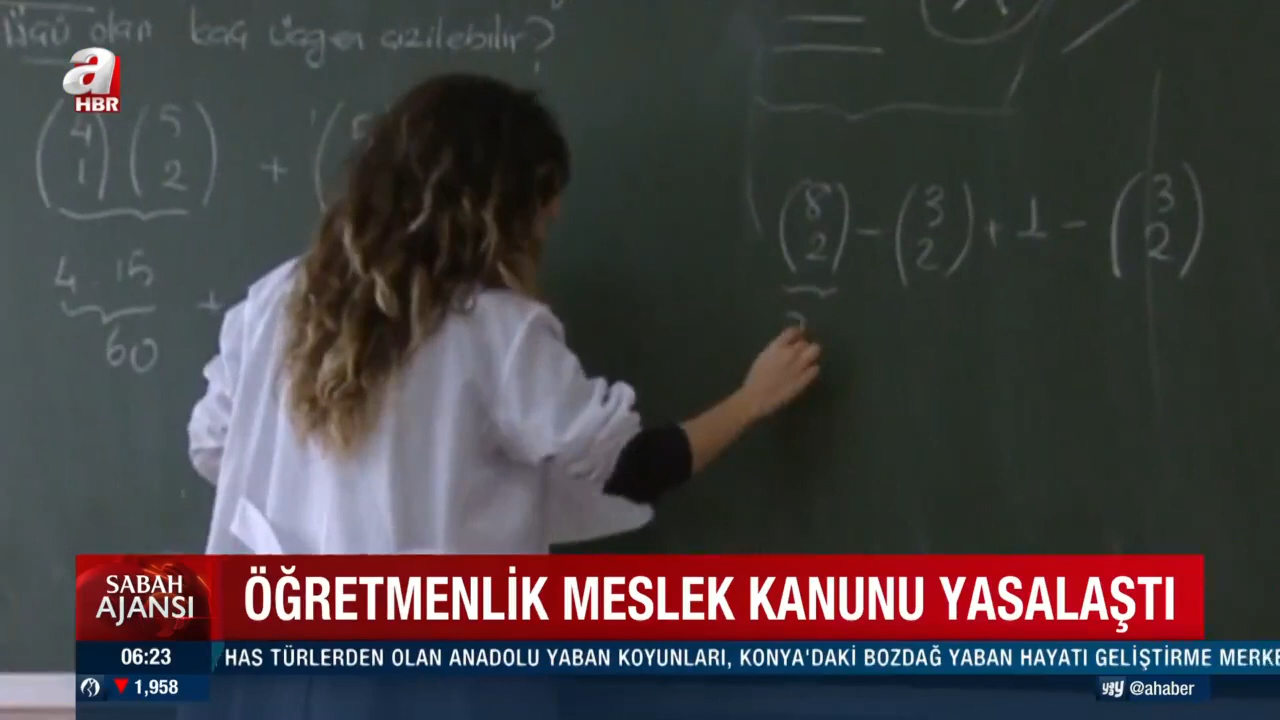 olan kaç üçgen çizilebilir?
a
HBR
(4 1) (5 2) + (
(8 2) - (3 2) + 1 - (3 2)
4 . 15 +
60
SABAH AJANSI
ÖĞRETMENLİK MESLEK KANUNU YASALAŞTI
06:23
HAS TÜRLERDEN OLAN ANADOLU YABAN KOYUNLARI, KONYA'DAKİ BOZDAĞ YABAN HAYATI GELİŞTİRME MERKE
1,958
@ahaber